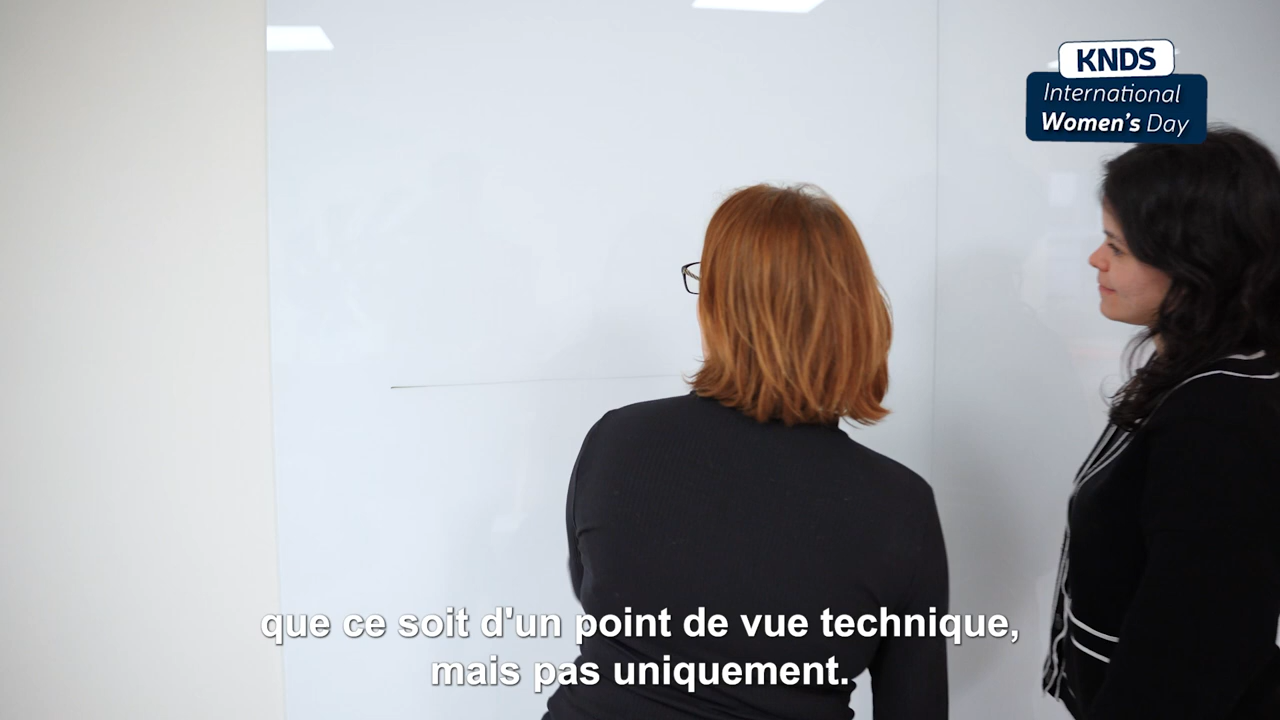 KNDS
International
Women's Day
que ce soit d'un point de vue technique,
mais pas uniquement.